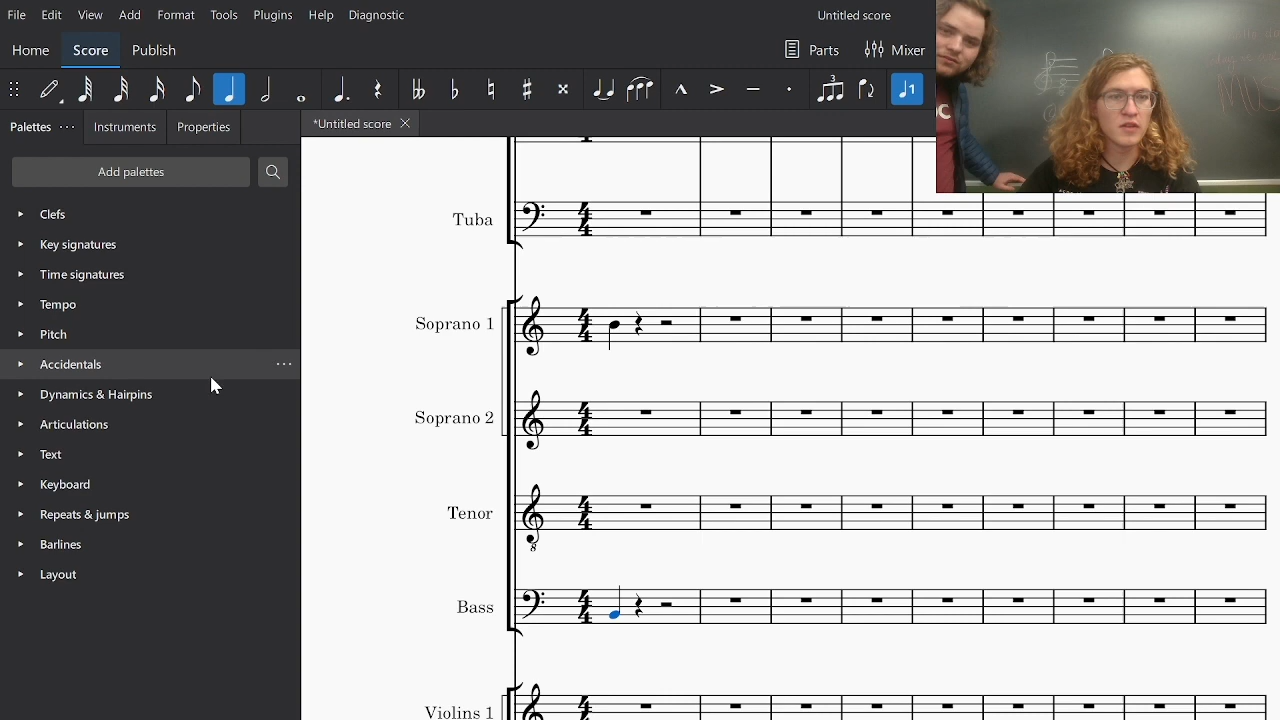 File Edit View Add Format Tools Plugins Help Diagnostic
Untitled score
Home Score Publish
Parts Mixer
Palettes Instruments Properties
*Untitled score
Add palettes
Clefs
Key signatures
Time signatures
Tempo
Pitch
Accidentals
Dynamics & Hairpins
Articulations
Text
Keyboard
Repeats & jumps
Barlines
Layout
Tuba
Soprano 1
Soprano 2
Tenor
Bass
Violins 1